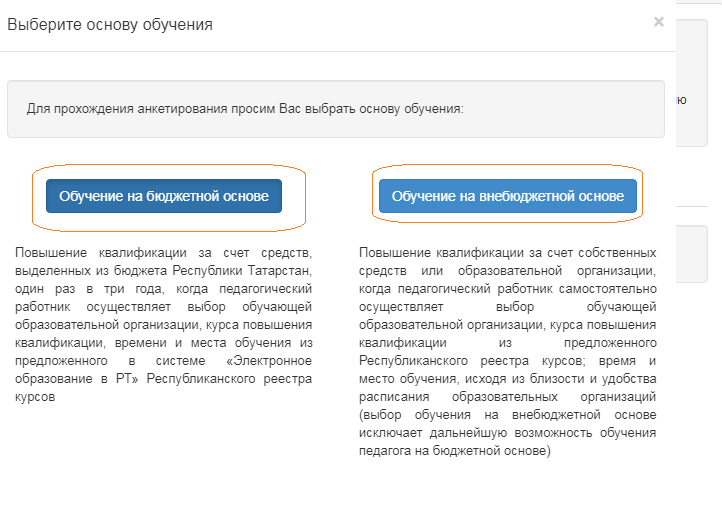 Выберите основу обучения
×
ую
Для прохождения анкетирования просим Вас выбрать основу обучения:
Обучение на бюджетной основе
Обучение на внебюджетной основе
Повышение квалификации за счет средств,
выделенных из бюджета Республики Татарстан,
один раз в три года, когда педагогический
работник осуществляет выбор обучающей
образовательной организации, курса повышения
квалификации, времени и места обучения из
предложенного в системе «Электронное
образование в РТ» Республиканского реестра
курсов
Повышение квалификации за счет собственных
средств или образовательной организации,
когда педагогический работник самостоятельно
осуществляет выбор обучающей
образовательной организации, курса повышения
квалификации из предложенного
Республиканского реестра курсов; время и
место обучения, исходя из близости и удобства
расписания образовательных организаций
(выбор обучения на внебюджетной основе
исключает дальнейшую возможность обучения
педагога на бюджетной основе)